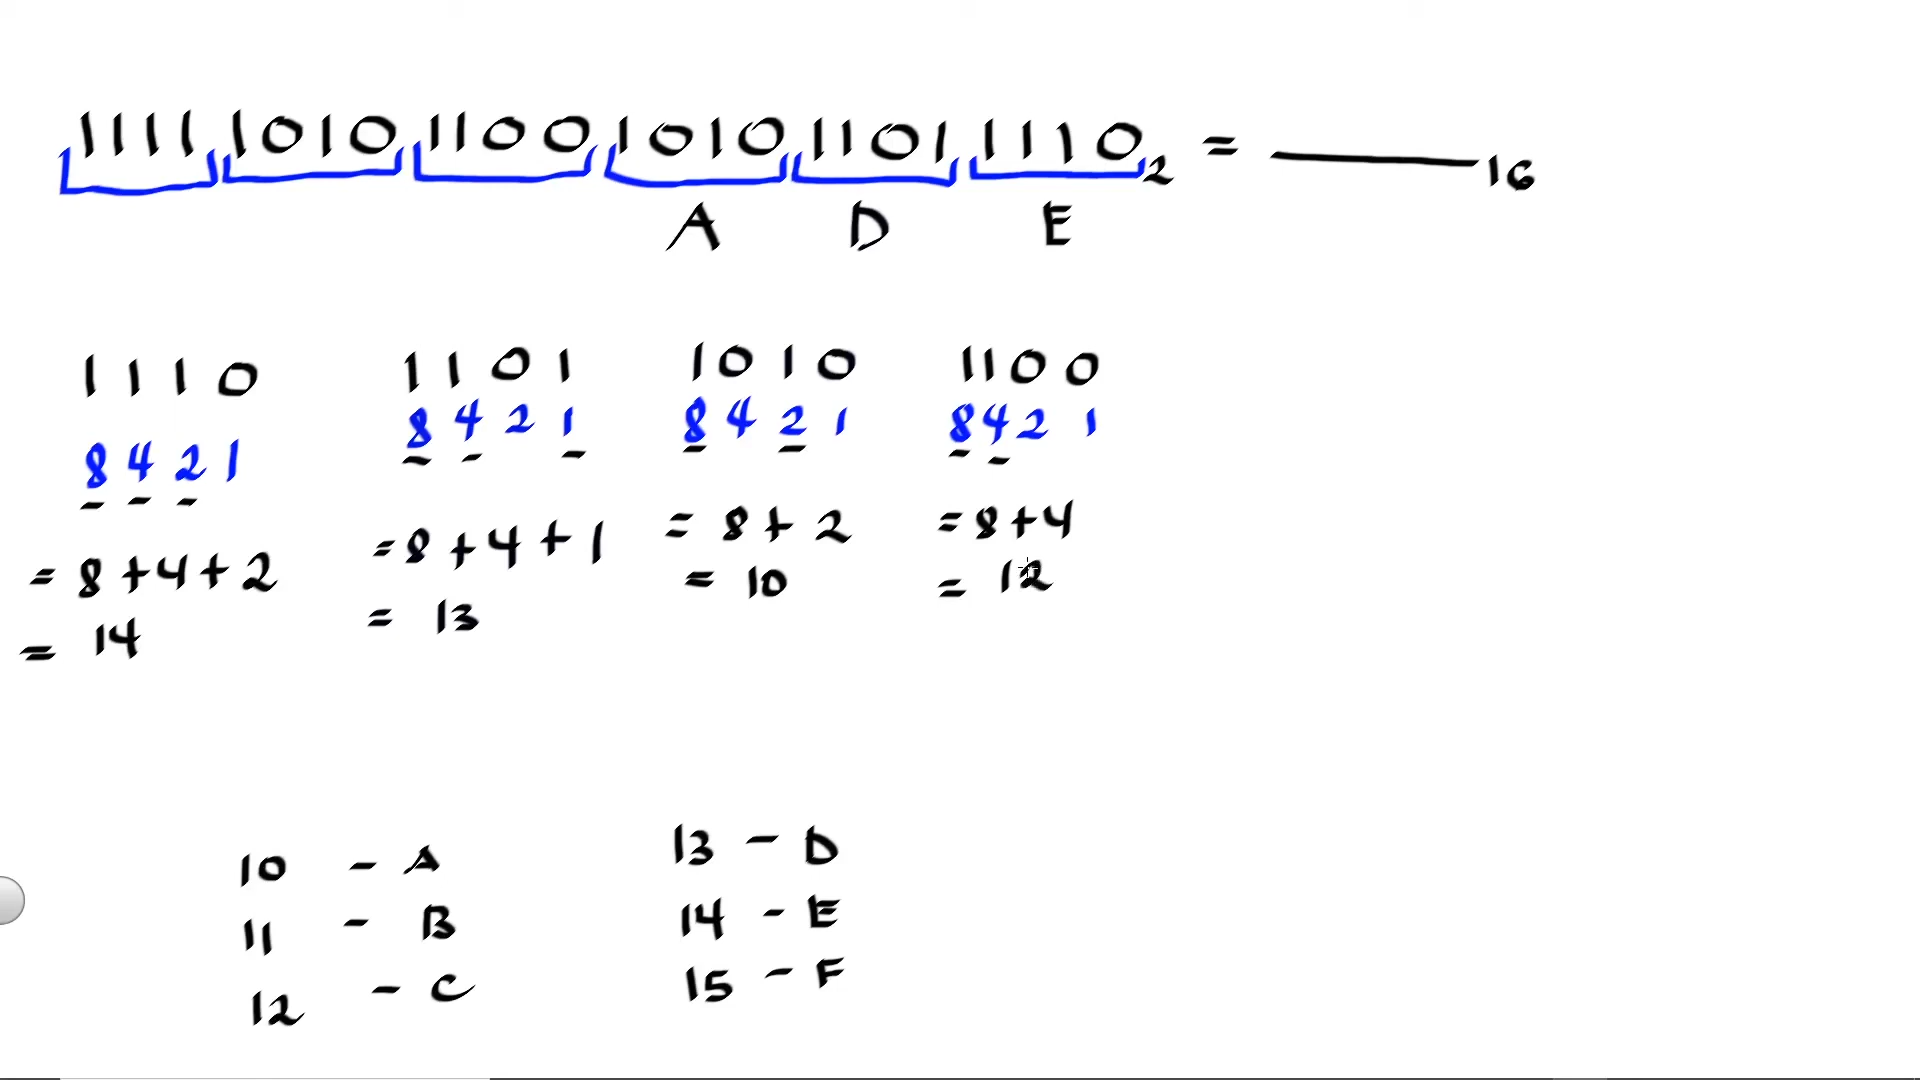 1111 1010 1100 1010 1101 1110₂ = ______₁₆
A D E
1110 1101 1010 1100
8421 8421 8421 8421
= 8+4+2 = 8+4+1 = 8+2 = 8+4
= 14 = 13 = 10 = 12
10 - A 13 - D
11 - B 14 - E
12 - C 15 - F